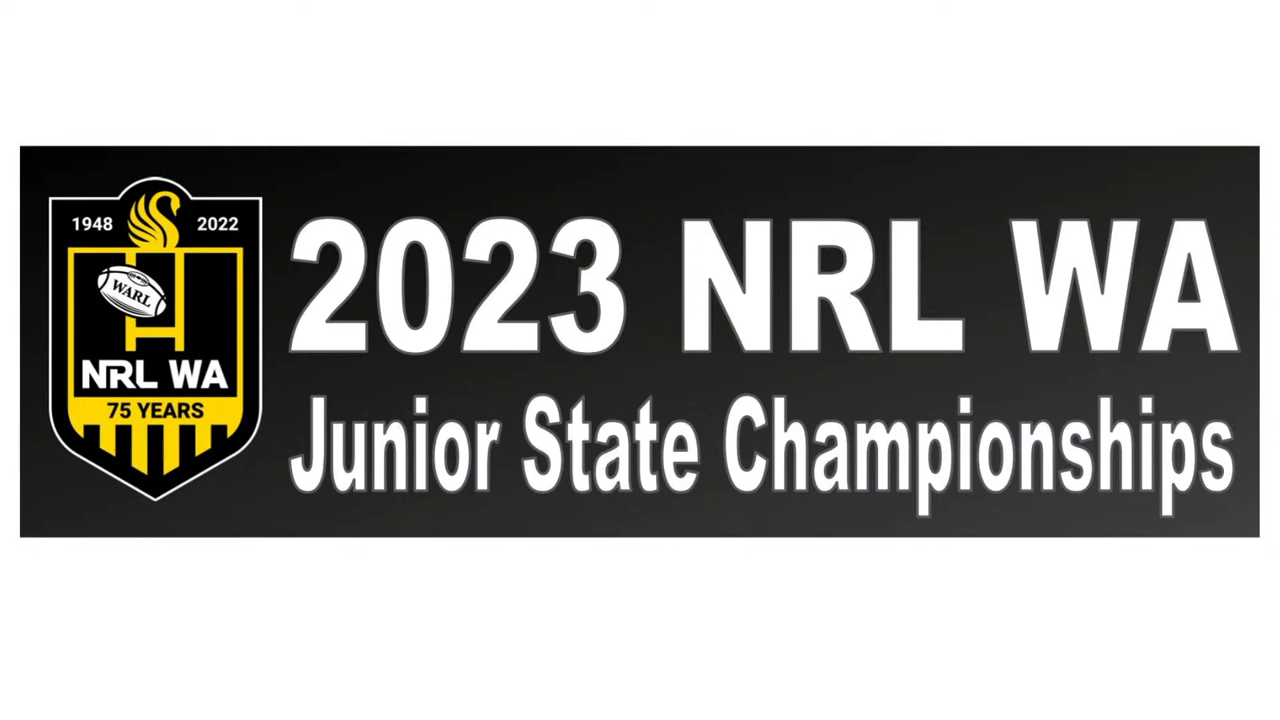 1948 2022
WARL
NRL WA
75 YEARS
2023 NRL WA
Junior State Championships